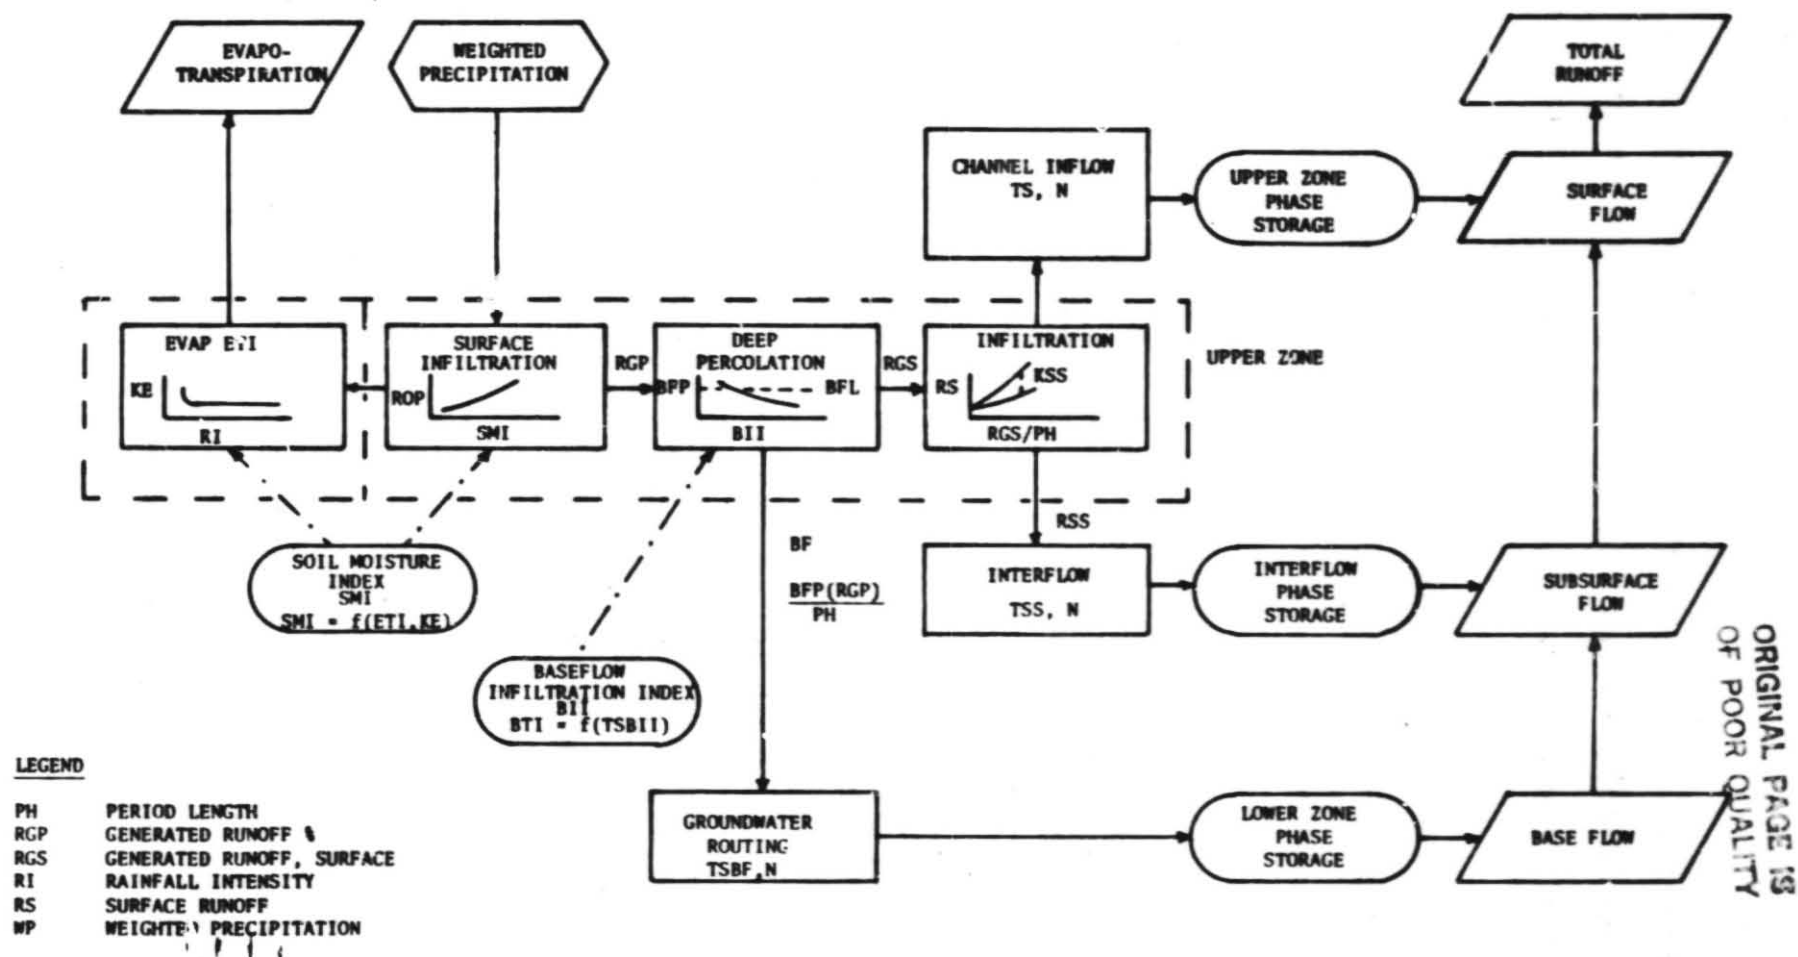 EVAPO-
TRANSPIRATION
WEIGHTED
PRECIPITATION
TOTAL
RUNOFF
CHANNEL INFLOW
TS, N
UPPER ZONE
PHASE
STORAGE
SURFACE
FLOW
EVAP
KE
RI
SURFACE
INFILTRATION
ROP
SMI
RGP
DEEP
PERCOLATION
BFP
BFL
BII
RGS
INFILTRATION
RS
KSS
RGS/PH
UPPER ZONE
SOIL MOISTURE
INDEX
SMI
SMI = f(ETI,KE)
BF
BFP(RGP)
PH
RSS
INTERFLOW
TSS, N
INTERFLOW
PHASE
STORAGE
SUBSURFACE
FLOW
BASEFLOW
INFILTRATION INDEX
BII
BTI = f(TSBII)
GROUNDWATER
ROUTING
TSBF,N
LOWER ZONE
PHASE
STORAGE
BASE FLOW
ORIGINAL PAGE IS
OF POOR QUALITY
LEGEND
PH PERIOD LENGTH
RGP GENERATED RUNOFF %
RGS GENERATED RUNOFF, SURFACE
RI RAINFALL INTENSITY
RS SURFACE RUNOFF
WP PRECIPITATION